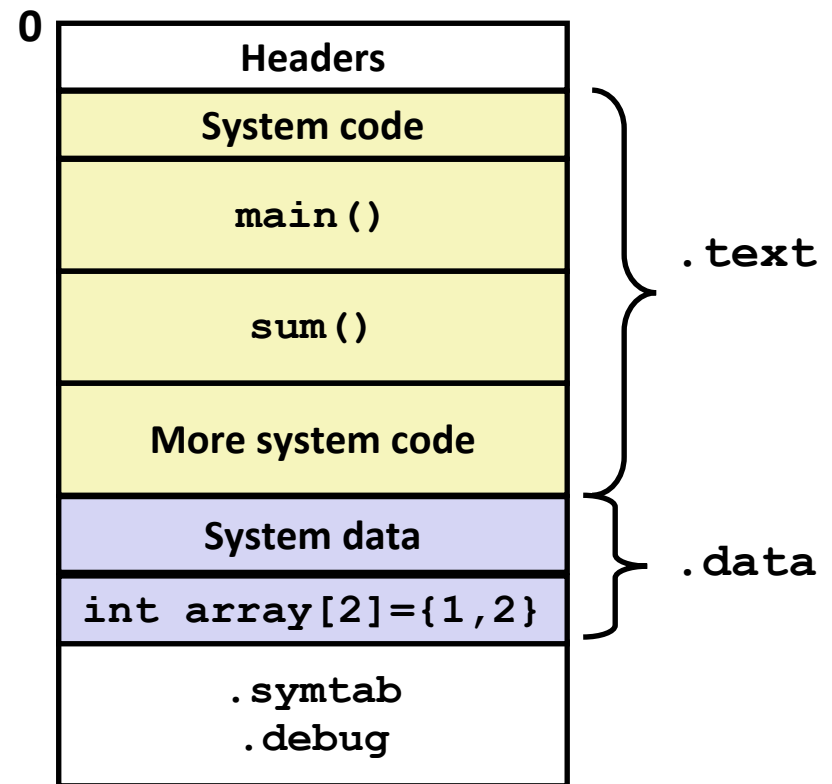 0
Headers
System code
main()
sum()
More system code
.text
System data
int array[2]={1,2}
.data
.symtab
.debug